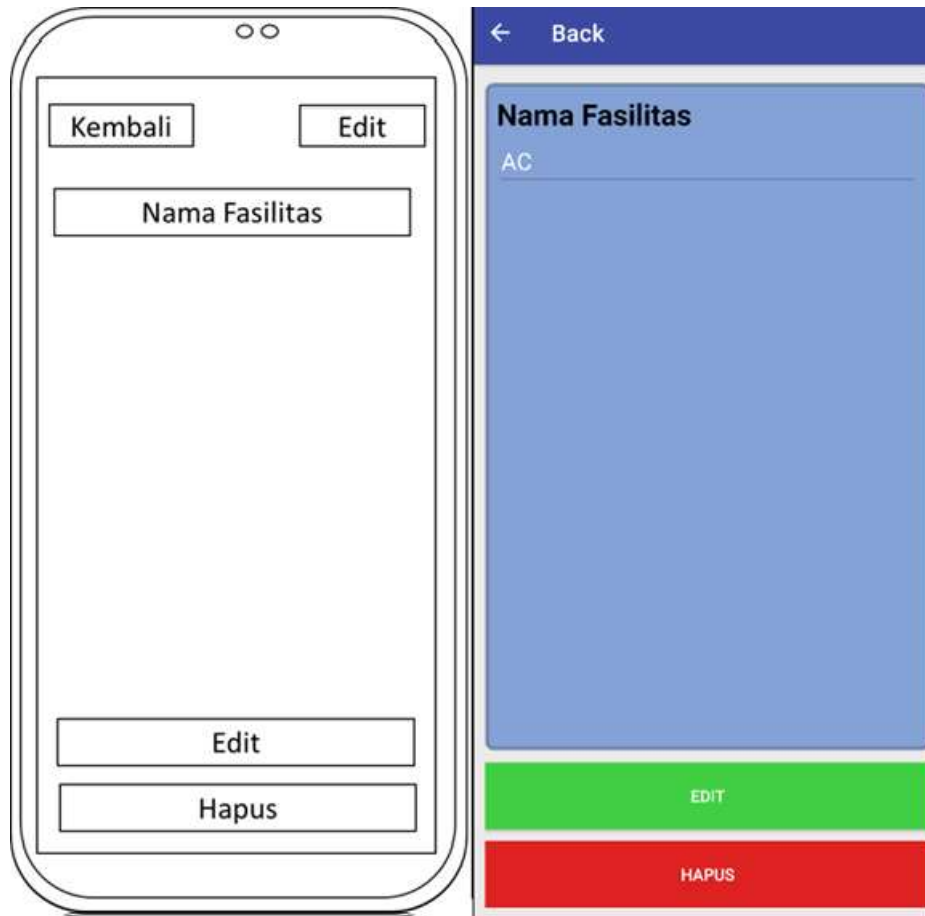 Kembali
Edit
Nama Fasilitas
Edit
Hapus
Back
Nama Fasilitas
AC
EDIT
HAPUS